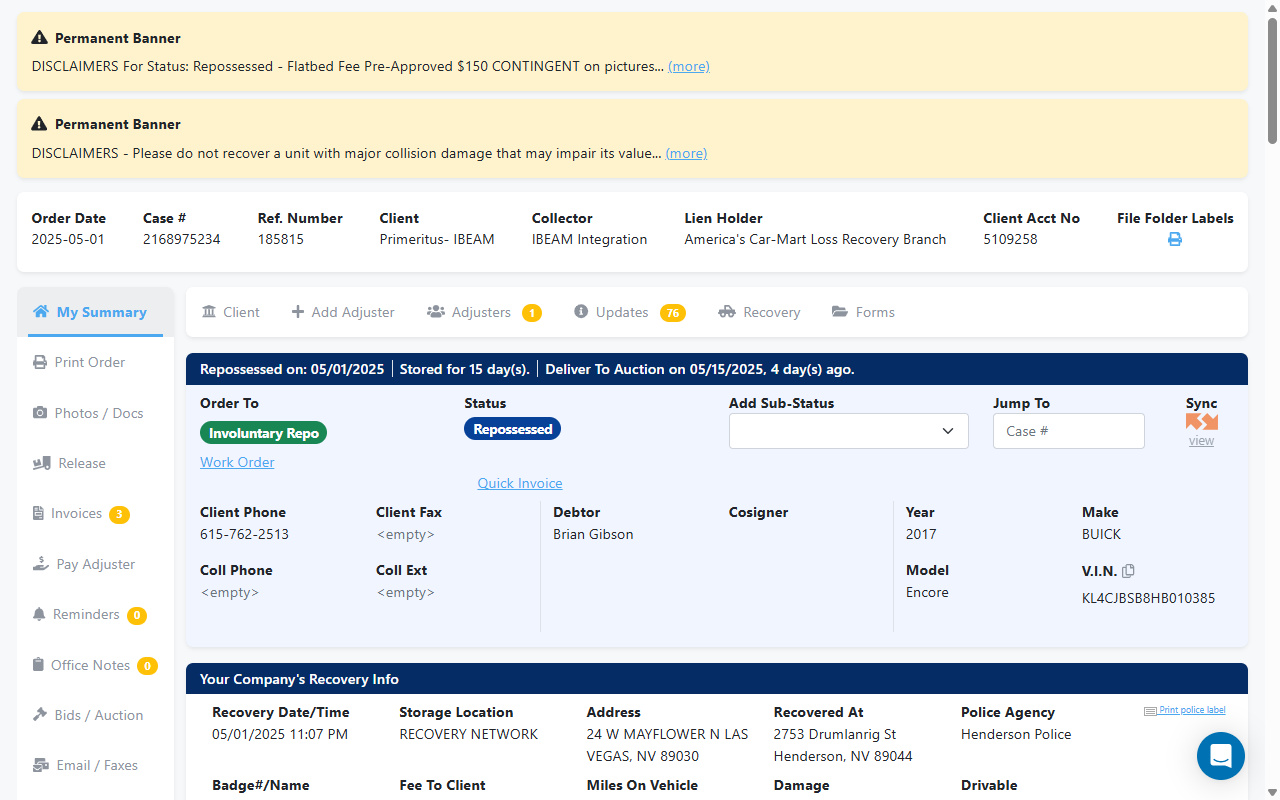 Permanent Banner
DISCLAIMERS For Status: Repossessed - Flatbed Fee Pre-Approved $150 CONTINGENT on pictures... (more)
Permanent Banner
DISCLAIMERS - Please do not recover a unit with major collision damage that may impair its value... (more)
Order Date Case # Ref. Number Client Collector Lien Holder Client Acct No File Folder Labels
2025-05-01 2168975234 185815 Primeritus- IBEAM IBEAM Integration America's Car-Mart Loss Recovery Branch 5109258
My Summary
Client Add Adjuster Adjusters 1 Updates 76 Recovery Forms
Print Order
Photos / Docs
Release
Invoices 3
Pay Adjuster
Reminders 0
Office Notes 0
Bids / Auction
Email / Faxes
Repossessed on: 05/01/2025 Stored for 15 day(s). Deliver To Auction on 05/15/2025, 4 day(s) ago.
Order To Status Add Sub-Status Jump To Sync
Involuntary Repo Repossessed Case # view
Work Order
Quick Invoice
Client Phone Client Fax Debtor Cosigner Year Make
615-762-2513 <empty> Brian Gibson 2017 BUICK
Coll Phone Coll Ext Model V.I.N.
<empty> <empty> Encore KL4CJBSB8HB010385
Your Company's Recovery Info
Recovery Date/Time Storage Location Address Recovered At Police Agency Print police label
05/01/2025 11:07 PM RECOVERY NETWORK 24 W MAYFLOWER N LAS 2753 Drumlanrig St Henderson Police
VEGAS, NV 89030 Henderson, NV 89044
Badge#/Name Fee To Client Miles On Vehicle Damage Drivable